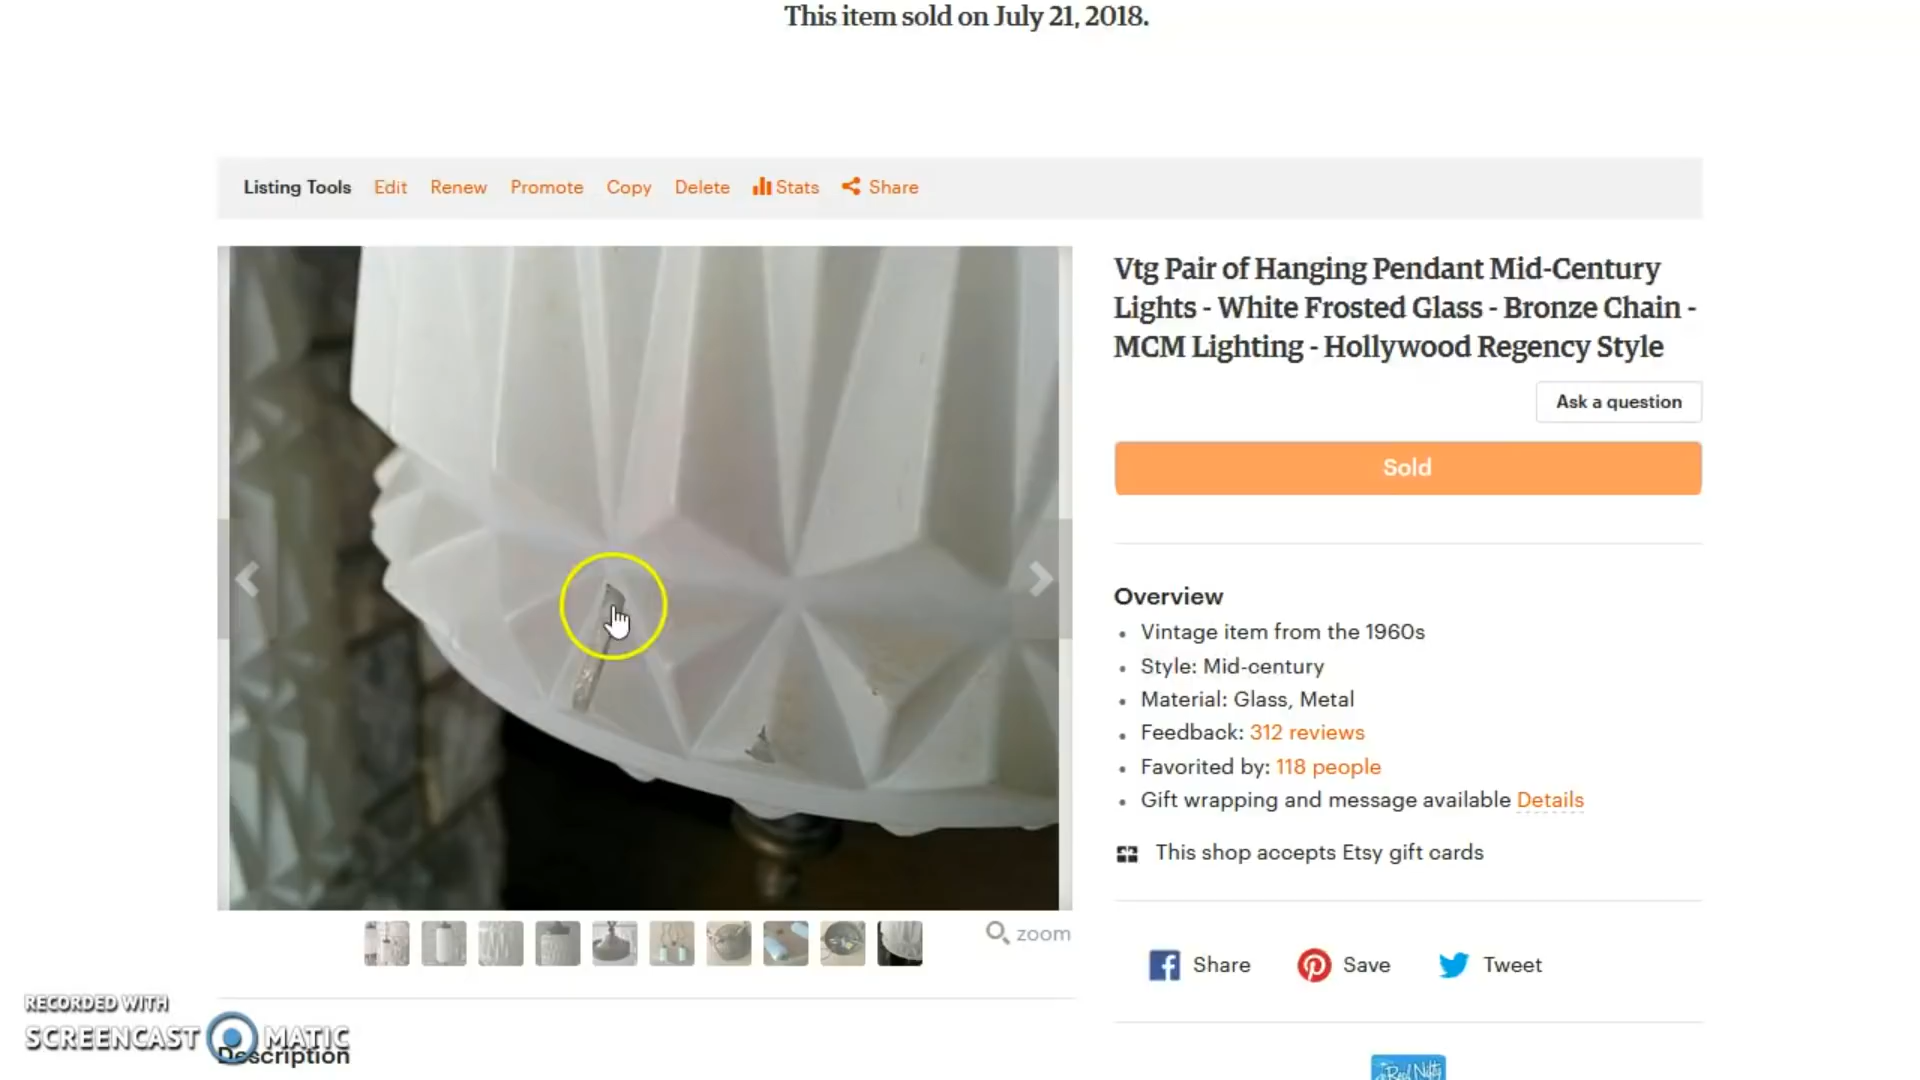 This item sold on July 21, 2018.
Listing Tools Edit Renew Promote Copy Delete Stats Share
Vtg Pair of Hanging Pendant Mid-Century
Lights - White Frosted Glass - Bronze Chain -
MCM Lighting - Hollywood Regency Style
Ask a question
Sold
Overview
Vintage item from the 1960s
Style: Mid-century
Material: Glass, Metal
Feedback: 312 reviews
Favorited by: 118 people
Gift wrapping and message available Details
This shop accepts Etsy gift cards
zoom
Share Save Tweet
RECORDED WITH
SCREENCAST MATIC
Description
Real Nifty